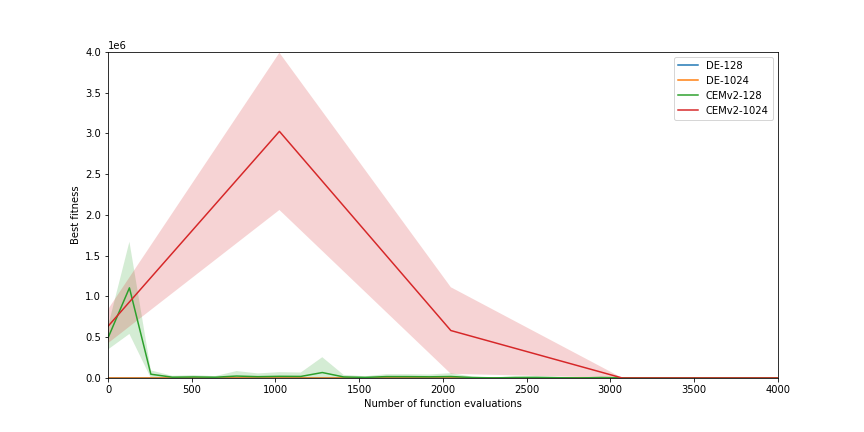 1e6
4.0
3.5
3.0
2.5
2.0
1.5
1.0
0.5
0.0
Best fitness
0 500 1000 1500 2000 2500 3000 3500 4000
Number of function evaluations
DE-128
DE-1024
CEMv2-128
CEMv2-1024